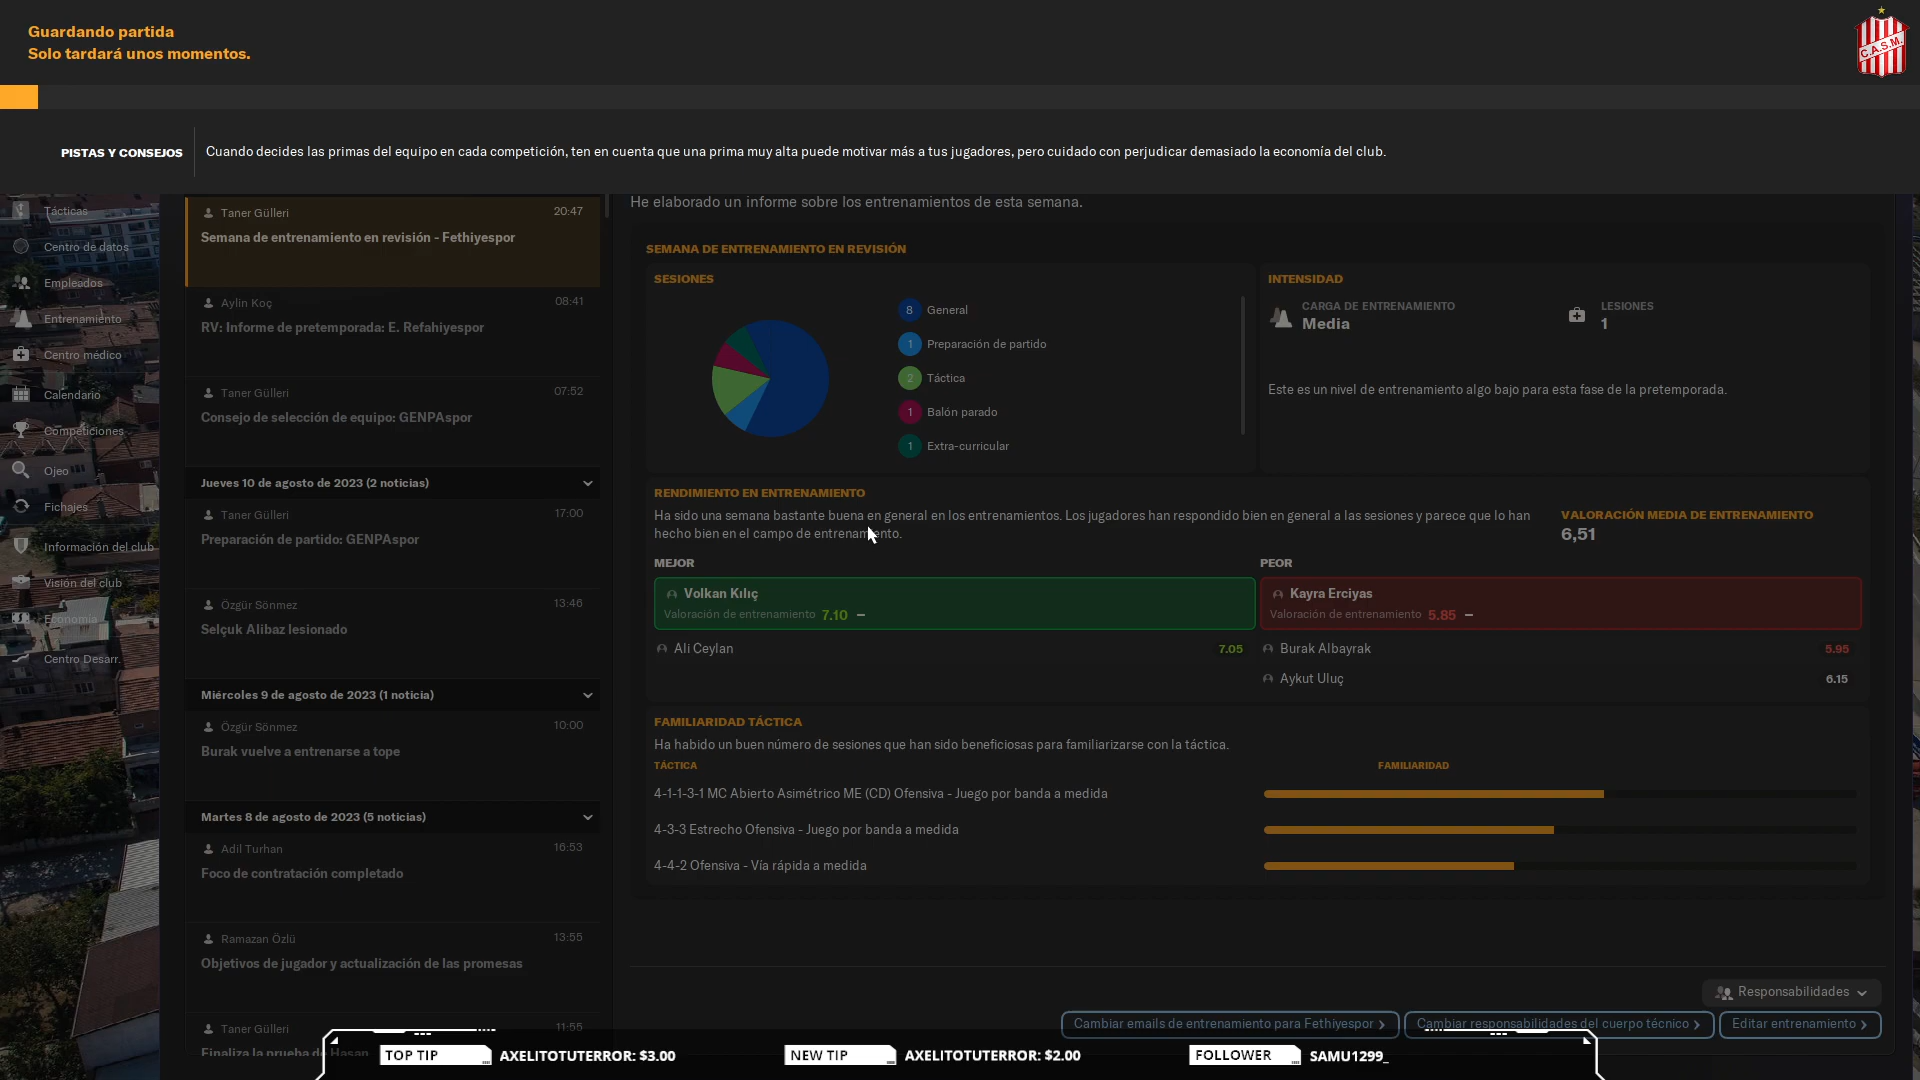 Guardando partida
Solo tardará unos momentos.
C.A.S.M.
PISTAS Y CONSEJOS
Cuando decides las primas del equipo en cada competición, ten en cuenta que una prima muy alta puede motivar más a tus jugadores, pero cuidado con perjudicar demasiado la economía del club.
Tácticas
Centro de datos
Empleados
Entrenamiento
Centro médico
Calendario
Competiciones
Ojeo
Fichajes
Información del club
Visión del club
Economía
Centro Desarr.
Taner Gülleri 20:47
Semana de entrenamiento en revisión - Fethiyespor
Aylin Koç 08:41
RV: Informe de pretemporada: E. Refahiyespor
Taner Gülleri 07:52
Consejo de selección de equipo: GENPAspor
Jueves 10 de agosto de 2023 (2 noticias)
Taner Gülleri 17:00
Preparación de partido: GENPAspor
Özgür Sönmez 13:46
Selçuk Alibaz lesionado
Miércoles 9 de agosto de 2023 (1 noticia)
Özgür Sönmez 10:00
Burak vuelve a entrenarse a tope
Martes 8 de agosto de 2023 (5 noticias)
Adil Turhan 16:53
Foco de contratación completado
Ramazan Özlü 13:55
Objetivos de jugador y actualización de las promesas
Taner Gülleri 11:55
Finaliza la prueba de Hasan
He elaborado un informe sobre los entrenamientos de esta semana.
SEMANA DE ENTRENAMIENTO EN REVISIÓN
SESIONES
8 General
1 Preparación de partido
2 Táctica
1 Balón parado
1 Extra-curricular
INTENSIDAD
CARGA DE ENTRENAMIENTO
Media
LESIONES
1
Este es un nivel de entrenamiento algo bajo para esta fase de la pretemporada.
RENDIMIENTO EN ENTRENAMIENTO
Ha sido una semana bastante buena en general en los entrenamientos. Los jugadores han respondido bien en general a las sesiones y parece que lo han
hecho bien en el campo de entrenamiento.
VALORACIÓN MEDIA DE ENTRENAMIENTO
6,51
MEJOR
Volkan Kılıç
Valoración de entrenamiento 7.10 –
Ali Ceylan 7.05
PEOR
Kayra Erciyas
Valoración de entrenamiento 5.85 –
Burak Albayrak 5.95
Aykut Uluç 6.15
FAMILIARIDAD TÁCTICA
Ha habido un buen número de sesiones que han sido beneficiosas para familiarizarse con la táctica.
TÁCTICA FAMILIARIDAD
4-1-1-3-1 MC Abierto Asimétrico ME (CD) Ofensiva - Juego por banda a medida
4-3-3 Estrecho Ofensiva - Juego por banda a medida
4-4-2 Ofensiva - Vía rápida a medida
Responsabilidades
Cambiar emails de entrenamiento para Fethiyespor
Cambiar responsabilidades del cuerpo técnico
Editar entrenamiento
TOP TIP AXELITOTUTERROR: $3.00
NEW TIP AXELITOTUTERROR: $2.00
FOLLOWER SAMU1299_